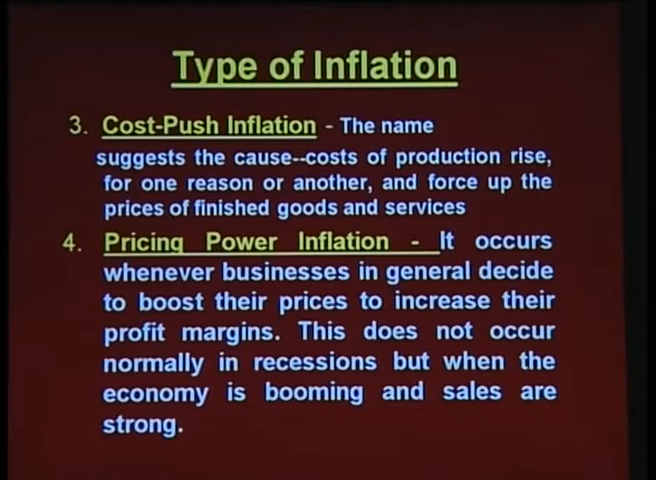 Type of Inflation
3. Cost-Push Inflation - The name
suggests the cause--costs of production rise,
for one reason or another, and force up the
prices of finished goods and services
4. Pricing Power Inflation - It occurs
whenever businesses in general decide
to boost their prices to increase their
profit margins. This does not occur
normally in recessions but when the
economy is booming and sales are
strong.